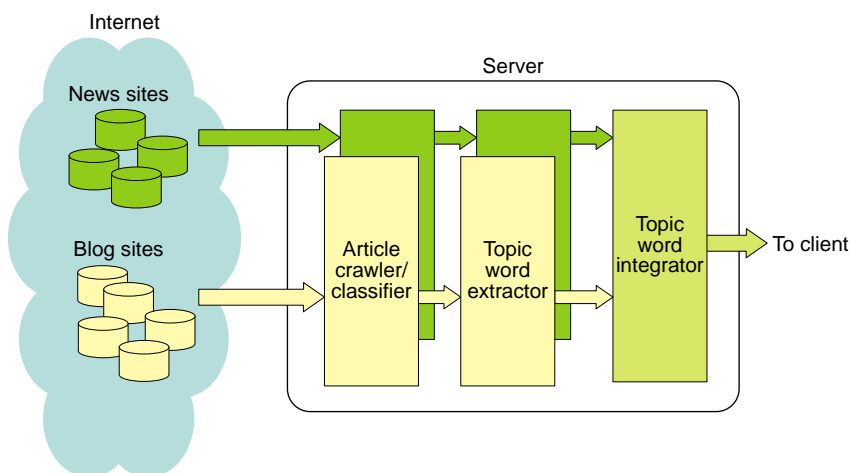 Internet
Server
News sites
Blog sites
Article
crawler/
classifier
Topic
word
extractor
Topic
word
integrator
To client